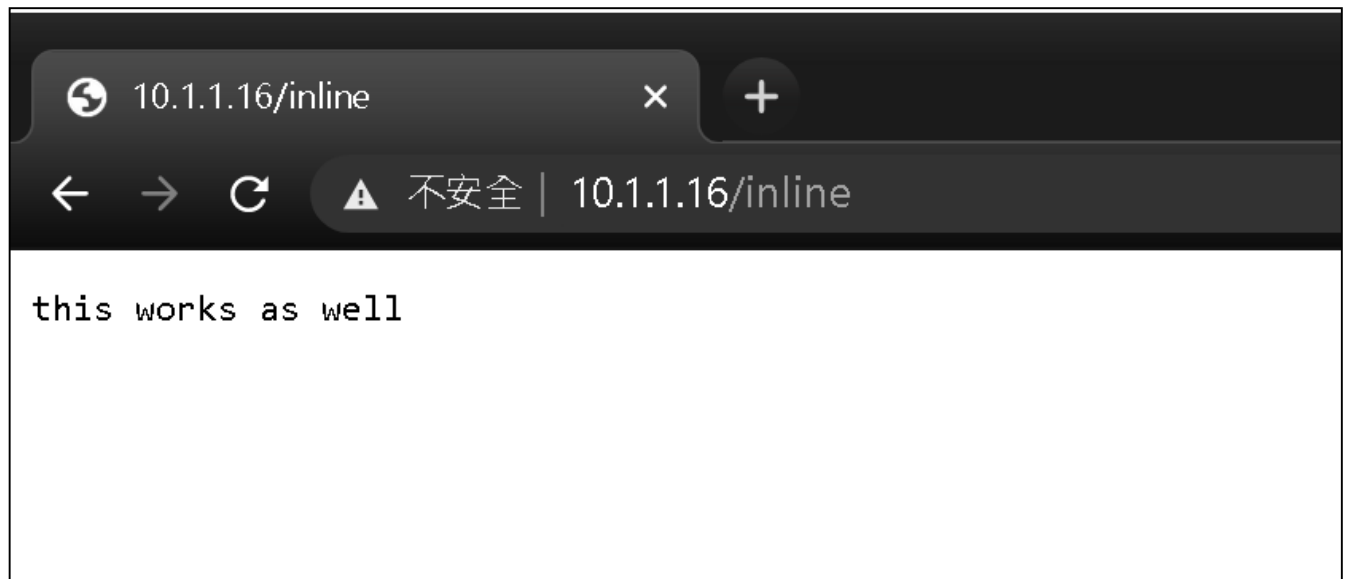 10.1.1.16/inline
不安全 | 10.1.1.16/inline
this works as well